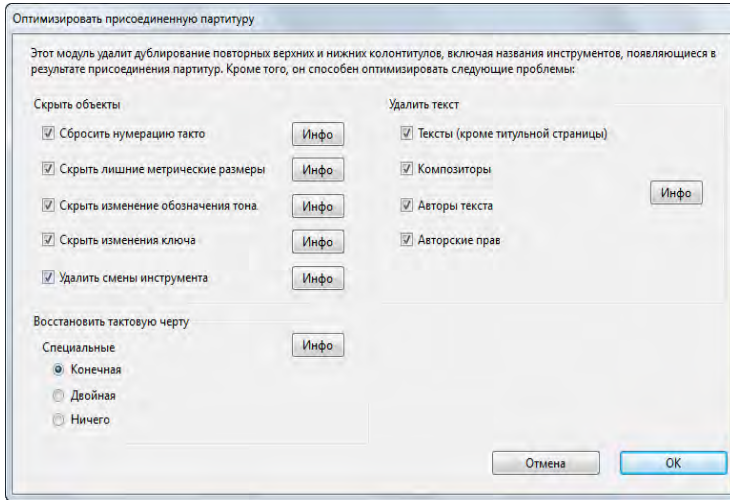 Оптимизировать присоединенную партитуру
Этот модуль удалит дублирование повторных верхних и нижних колонтитулов, включая названия инструментов, появляющиеся в
результате присоединения партитур. Кроме того, он способен оптимизировать следующие проблемы:
Скрыть объекты
Сбросить нумерацию такто
Инфо
Скрыть лишние метрические размеры
Инфо
Скрыть изменение обозначения тона
Инфо
Скрыть изменения ключа
Инфо
Удалить смены инструмента
Инфо
Удалить текст
Тексты (кроме титульной страницы)
Композиторы
Авторы текста
Авторские прав
Инфо
Восстановить тактовую черту
Специальные
Инфо
Конечная
Двойная
Ничего
Отмена
OK